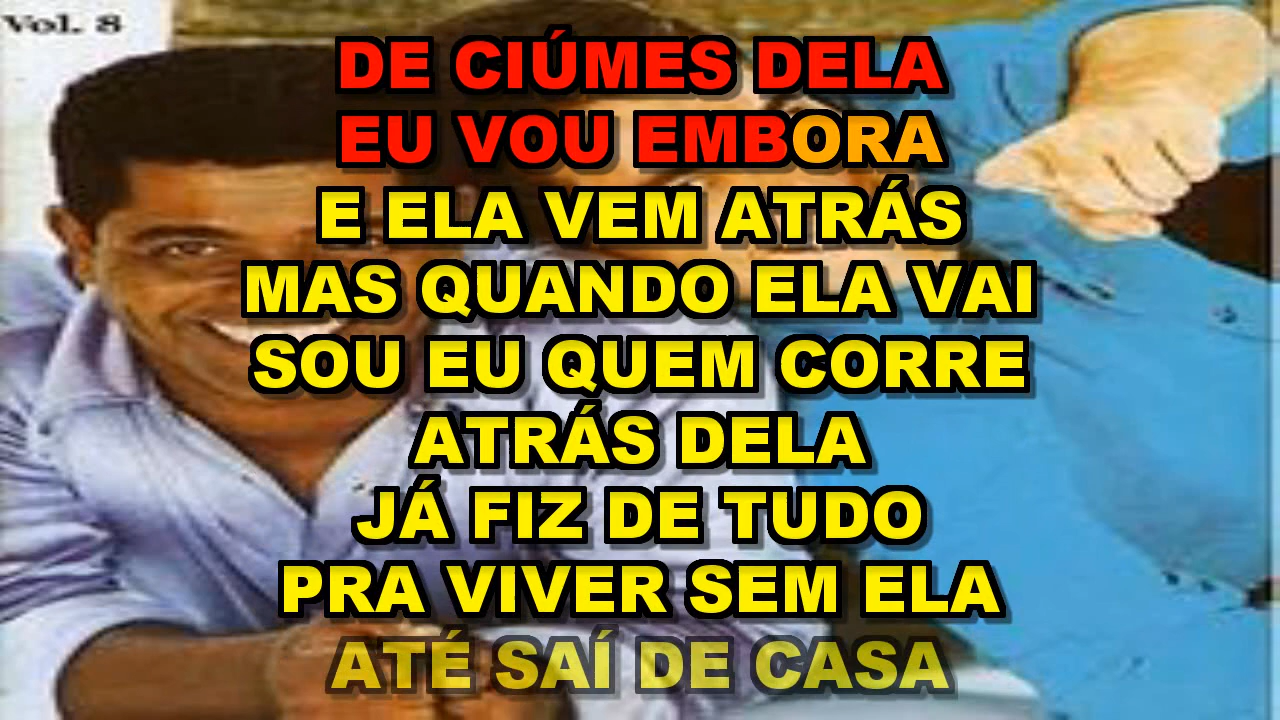 Vol. 8
DE CIÚMES DELA
EU VOU EMBORA
E ELA VEM ATRÁS
MAS QUANDO ELA VAI
SOU EU QUEM CORRE
ATRÁS DELA
JÁ FIZ DE TUDO
PRA VIVER SEM ELA
ATÉ SAÍ DE CASA